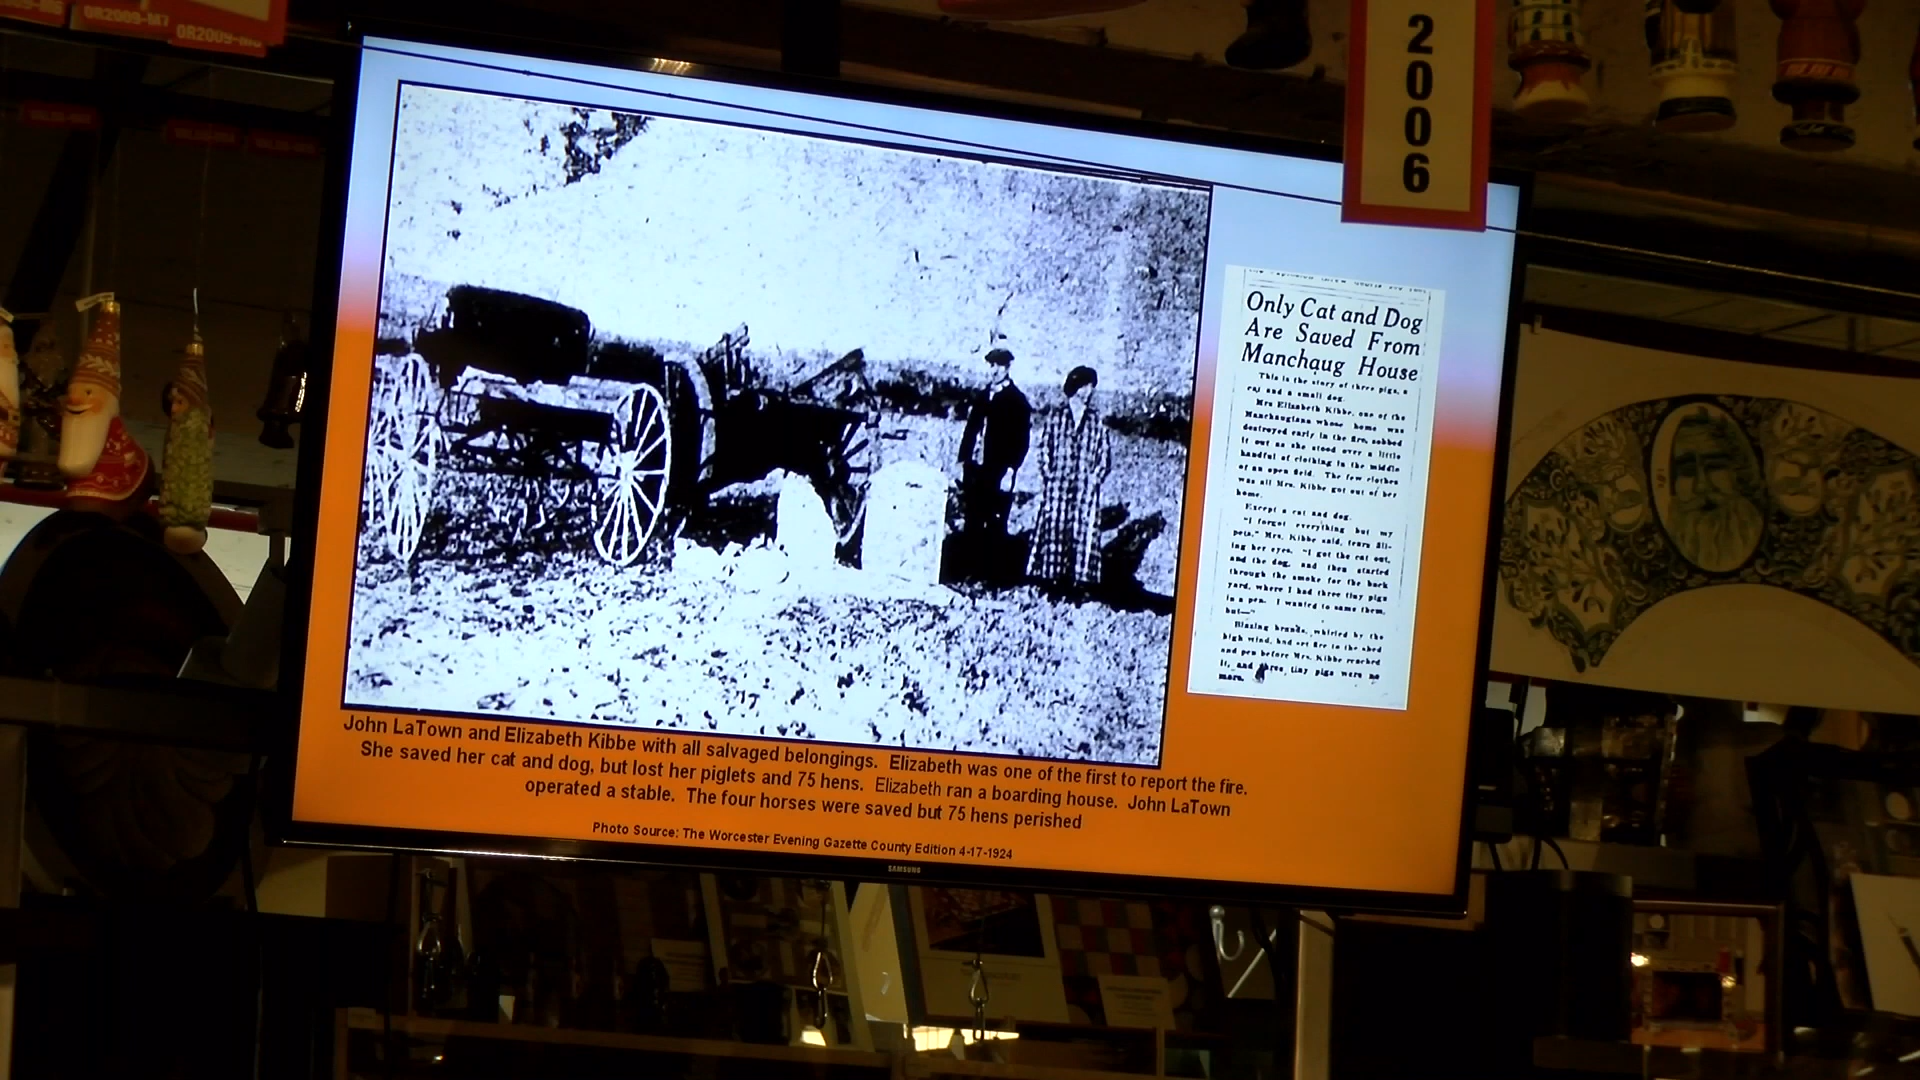 OR2009-M7
2006
Only Cat and Dog
Are Saved From
Manchaug House
This is the story of three pigs, a
cat and a small dog.
Mrs Elizabeth Kibbe, one of the
Manchaugians whose home was
destroyed early in the fire, sobbed
it out as she stood over a little
handful of clothing in the middle
of an open field. The few clothes
was all Mrs. Kibbe got out of her
home.
Except a cat and dog.
"I forgot everything but my
pets," Mrs. Kibbe said, tears fill-
ing her eyes. "I got the cat out,
and the dog, and then started
through the smoke for the back
yard, where I had three tiny pigs
in a pen. I wanted to save them,
but—"
Blazing brands, whirled by the
high wind, had set fire to the shed
and pen before Mrs. Kibbe reached
it, and three tiny pigs were no
more.
John LaTown and Elizabeth Kibbe with all salvaged belongings. Elizabeth was one of the first to report the fire.
She saved her cat and dog, but lost her piglets and 75 hens. Elizabeth ran a boarding house. John LaTown
operated a stable. The four horses were saved but 75 hens perished
Photo Source: The Worcester Evening Gazette County Edition 4-17-1924
SAMSUNG